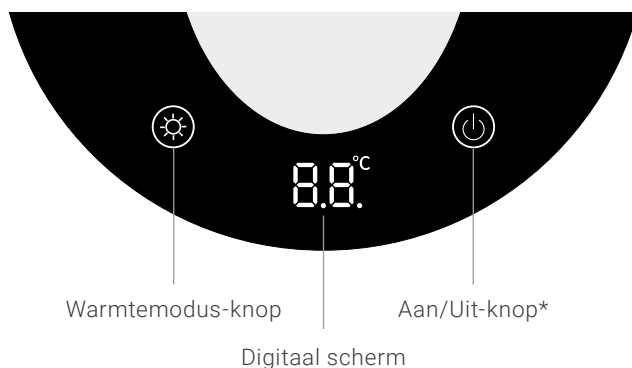 8.8.°C
Warmtemodus-knop
Aan/Uit-knop*
Digitaal scherm